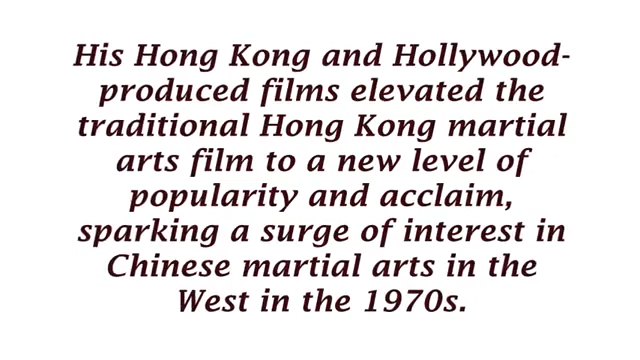 His Hong Kong and Hollywood-
produced films elevated the
traditional Hong Kong martial
arts film to a new level of
popularity and acclaim,
sparking a surge of interest in
Chinese martial arts in the
West in the 1970s.